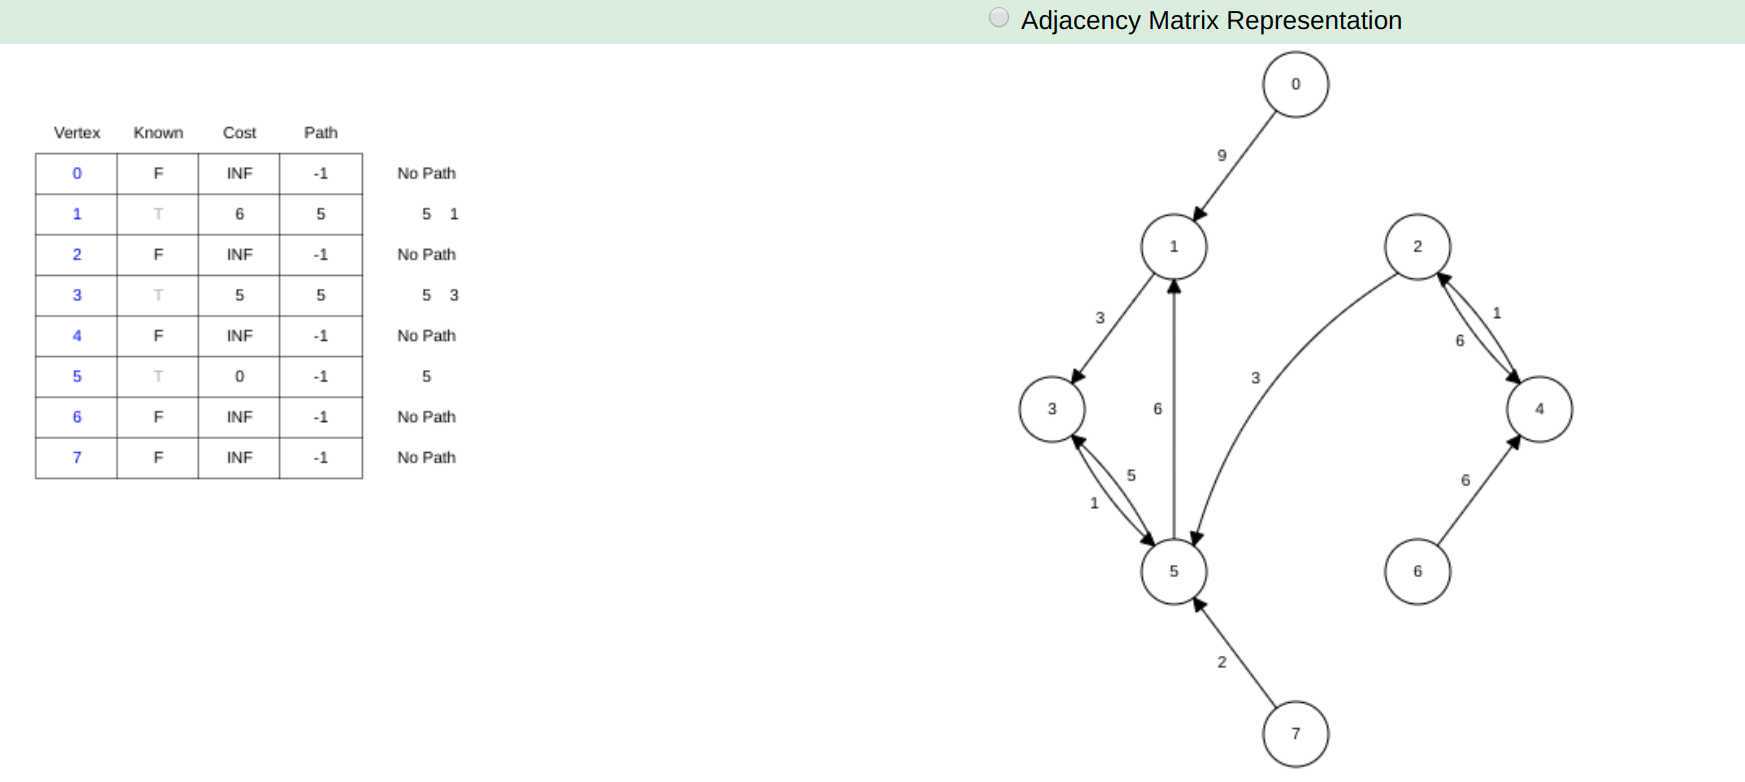 Adjacency Matrix Representation
Vertex Known Cost Path
0 F INF -1 No Path
1 T 6 5 5 1
2 F INF -1 No Path
3 T 5 5 5 3
4 F INF -1 No Path
5 T 0 -1 5
6 F INF -1 No Path
7 F INF -1 No Path
0
9
1
2
3
1
6
3
6
3
4
5
1
6
5
6
2
7